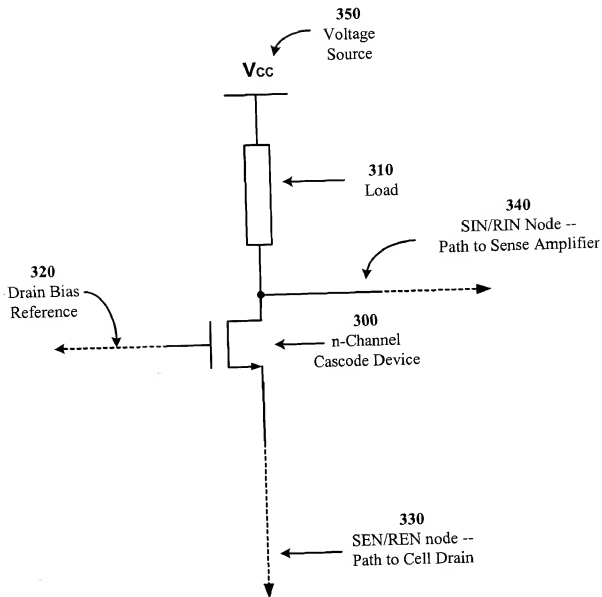 350
Voltage
Source
Vcc
310
Load
340
SIN/RIN Node --
Path to Sense Amplifier
320
Drain Bias
Reference
300
n-Channel
Cascode Device
330
SEN/REN node --
Path to Cell Drain